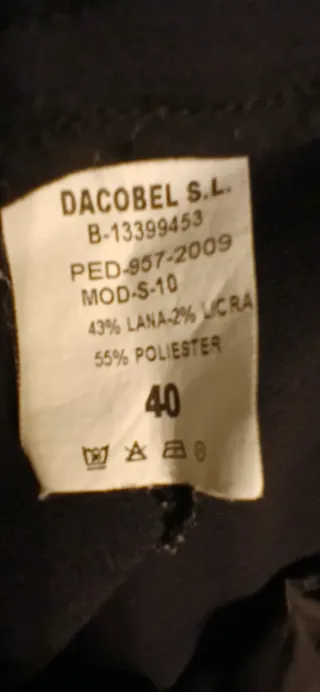 DACOBEL S.L.
B-13399453
PED-957-2009
MOD-S-10
43% LANA-2% LICRA
55% POLIESTER
40